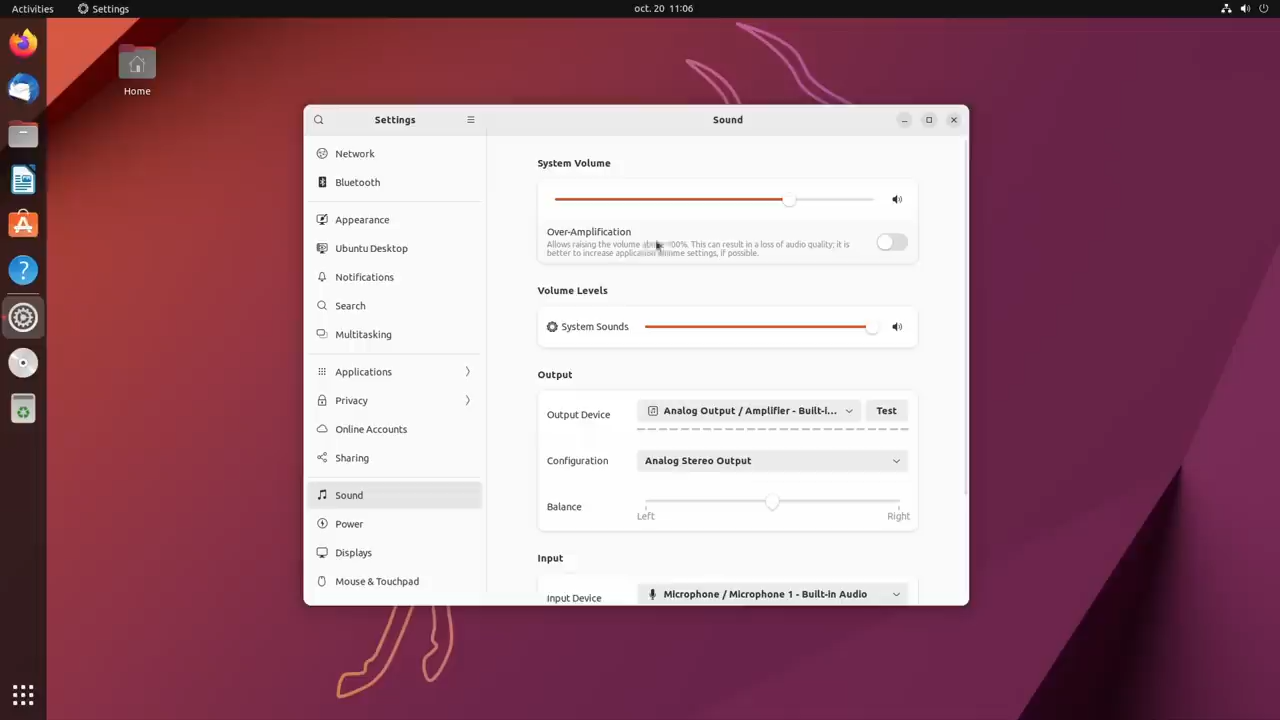 Activities
Settings
oct. 20 11:06
Home
Settings
Sound
Network
Bluetooth
Appearance
Ubuntu Desktop
Notifications
Search
Multitasking
Applications
Privacy
Online Accounts
Sharing
Sound
Power
Displays
Mouse & Touchpad
System Volume
Over-Amplification
Allows raising the volume above 100%. This can result in a loss of audio quality; it is
better to increase application volume settings, if possible.
Volume Levels
System Sounds
Output
Output Device
Analog Output / Amplifier - Built-i...
Test
Configuration
Analog Stereo Output
Balance
Left
Right
Input
Input Device
Microphone / Microphone 1 - Built-in Audio